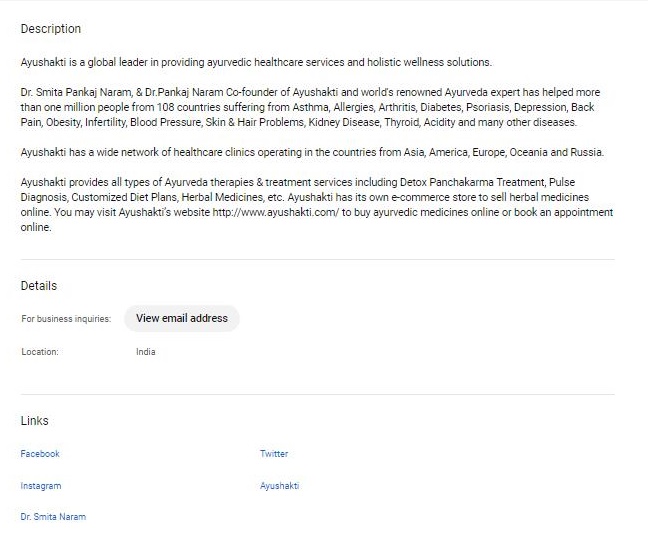 Description
Ayushakti is a global leader in providing ayurvedic healthcare services and holistic wellness solutions.
Dr. Smita Pankaj Naram, & Dr.Pankaj Naram Co-founder of Ayushakti and world's renowned Ayurveda expert has helped more
than one million people from 108 countries suffering from Asthma, Allergies, Arthritis, Diabetes, Psoriasis, Depression, Back
Pain, Obesity, Infertility, Blood Pressure, Skin & Hair Problems, Kidney Disease, Thyroid, Acidity and many other diseases.
Ayushakti has a wide network of healthcare clinics operating in the countries from Asia, America, Europe, Oceania and Russia.
Ayushakti provides all types of Ayurveda therapies & treatment services including Detox Panchakarma Treatment, Pulse
Diagnosis, Customized Diet Plans, Herbal Medicines, etc. Ayushakti has its own e-commerce store to sell herbal medicines
online. You may visit Ayushakti's website http://www.ayushakti.com/ to buy ayurvedic medicines online or book an appointment
online.
Details
For business inquiries: View email address
Location: India
Links
Facebook Twitter
Instagram Ayushakti
Dr. Smita Naram